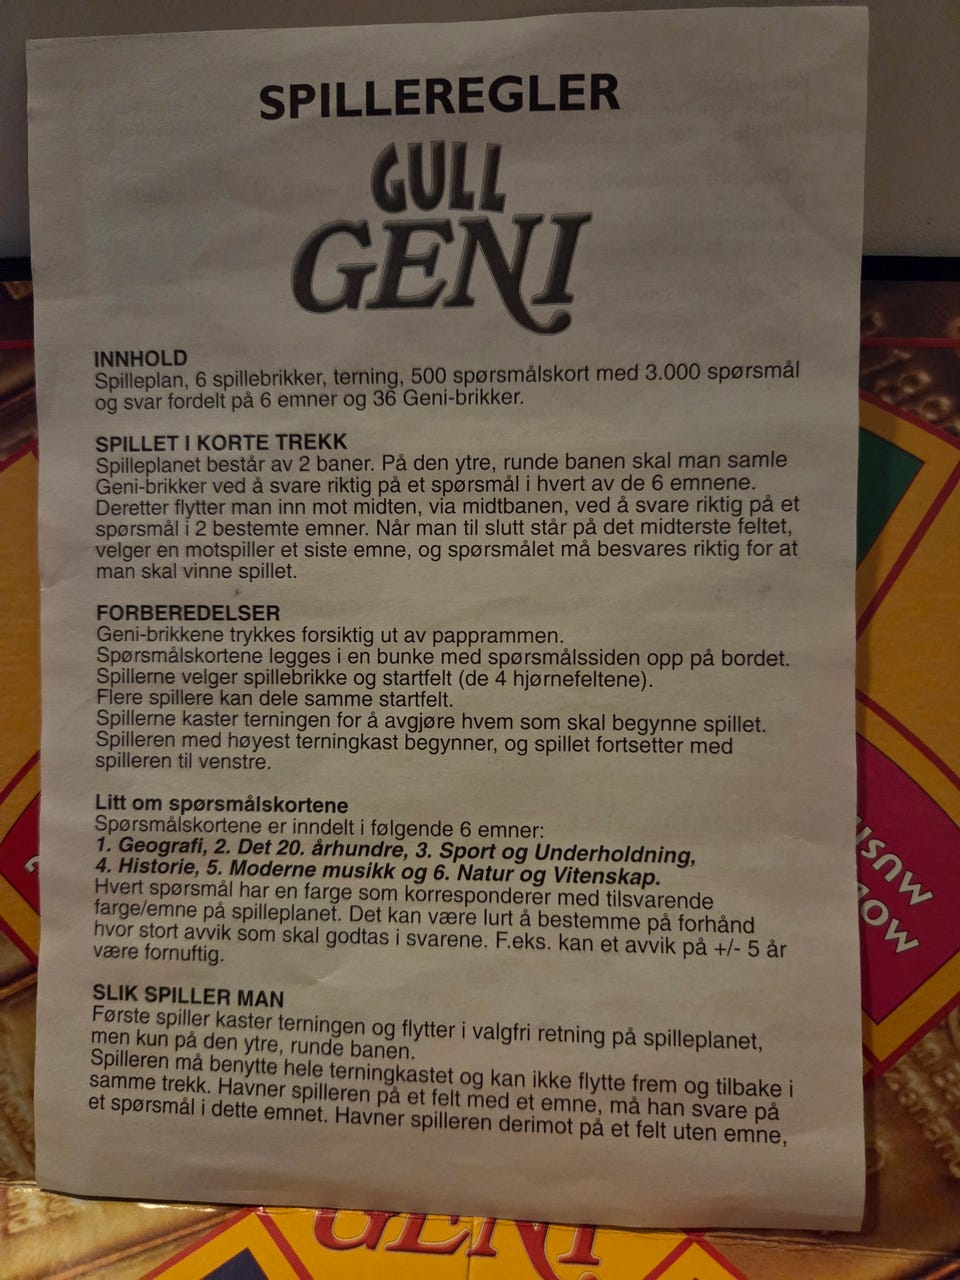 SPILLEREGLER
GULL
GENI
INNHOLD
Spilleplan, 6 spillebrikker, terning, 500 spørsmålskort med 3.000 spørsmål
og svar fordelt på 6 emner og 36 Geni-brikker.
SPILLET I KORTE TREKK
Spilleplanet består av 2 baner. På den ytre, runde banen skal man samle
Geni-brikker ved å svare riktig på et spørsmål i hvert av de 6 emnene.
Deretter flytter man inn mot midten, via midtbanen, ved å svare riktig på et
spørsmål i 2 bestemte emner. Når man til slutt står på det midterste feltet,
velger en motspiller et siste emne, og spørsmålet må besvares riktig for at
man skal vinne spillet.
FORBEREDELSER
Geni-brikkene trykkes forsiktig ut av papprammen.
Spørsmålskortene legges i en bunke med spørsmålssiden opp på bordet.
Spillerne velger spillebrikke og startfelt (de 4 hjørnefeltene).
Flere spillere kan dele samme startfelt.
Spillerne kaster terningen for å avgjøre hvem som skal begynne spillet.
Spilleren med høyest terningkast begynner, og spillet fortsetter med
spilleren til venstre.
Litt om spørsmålskortene
Spørsmålskortene er inndelt i følgende 6 emner:
1. Geografi, 2. Det 20. århundre, 3. Sport og Underholdning,
4. Historie, 5. Moderne musikk og 6. Natur og Vitenskap.
Hvert spørsmål har en farge som korresponderer med tilsvarende
farge/emne på spilleplanet. Det kan være lurt å bestemme på forhånd
hvor stort avvik som skal godtas i svarene. F.eks. kan et avvik på +/- 5 år
være fornuftig.
SLIK SPILLER MAN
Første spiller kaster terningen og flytter i valgfri retning på spilleplanet,
men kun på den ytre, runde banen.
Spilleren må benytte hele terningkastet og kan ikke flytte frem og tilbake i
samme trekk. Havner spilleren på et felt med et emne, må han svare på
et spørsmål i dette emnet. Havner spilleren derimot på et felt uten emne,
GENI